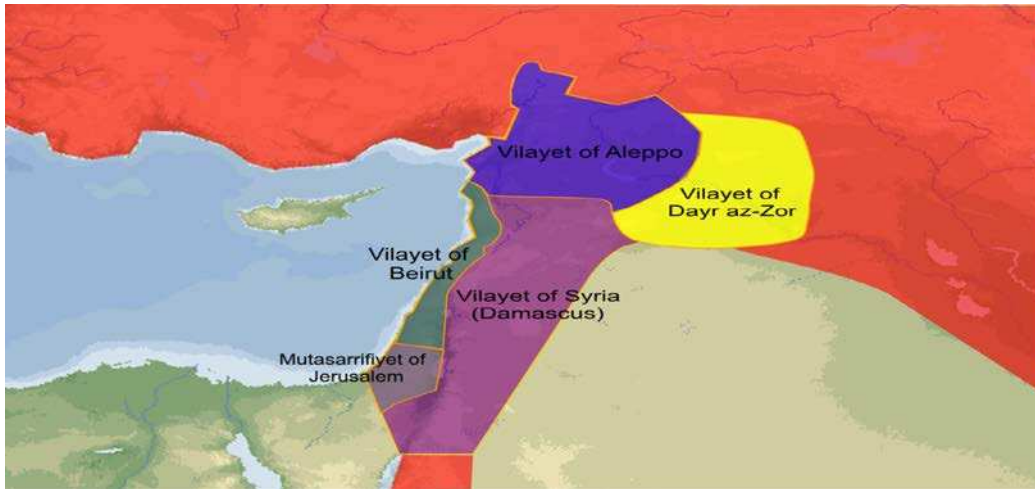 Vilayet of Aleppo
Vilayet of
Dayr az-Zor
Vilayet of
Beirut
Vilayet of Syria
(Damascus)
Mutasarrifiyet of
Jerusalem